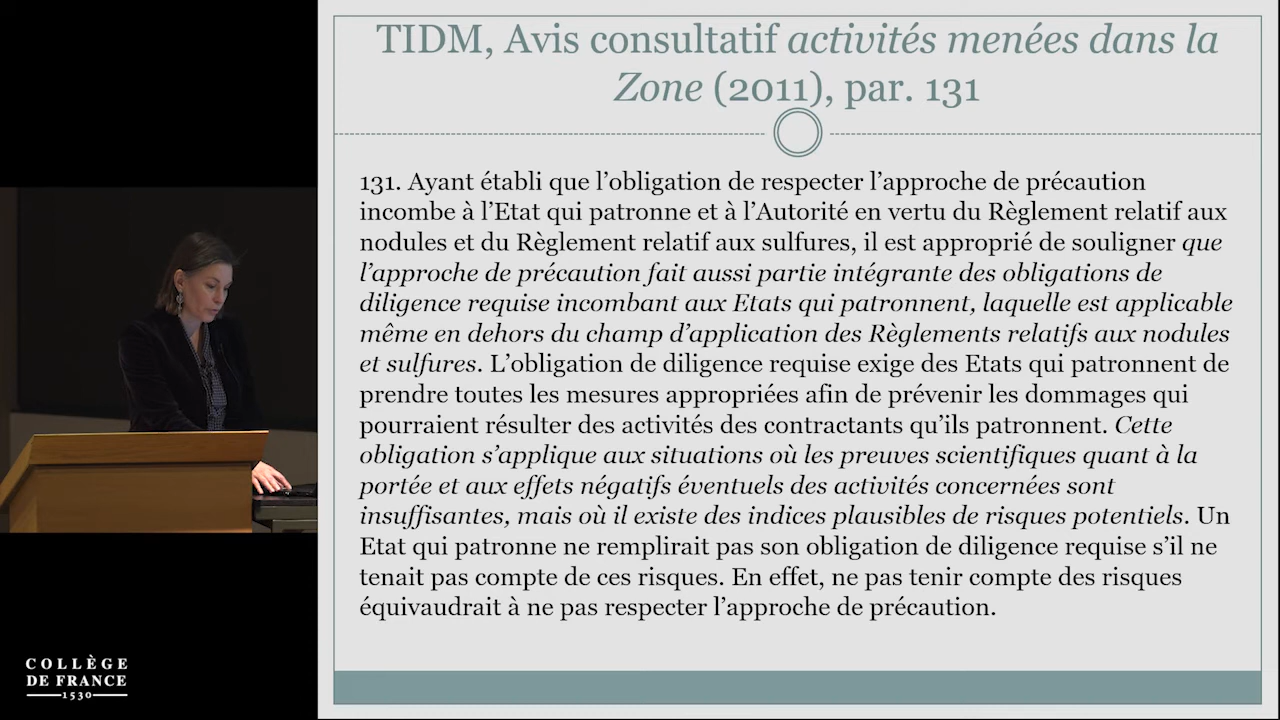 TIDM, Avis consultatif activités menées dans la
Zone (2011), par. 131
131. Ayant établi que l’obligation de respecter l’approche de précaution
incombe à l’Etat qui patronne et à l’Autorité en vertu du Règlement relatif aux
nodules et du Règlement relatif aux sulfures, il est approprié de souligner que
l’approche de précaution fait aussi partie intégrante des obligations de
diligence requise incombant aux Etats qui patronnent, laquelle est applicable
même en dehors du champ d’application des Règlements relatifs aux nodules
et sulfures. L’obligation de diligence requise exige des Etats qui patronnent de
prendre toutes les mesures appropriées afin de prévenir les dommages qui
pourraient résulter des activités des contractants qu’ils patronnent. Cette
obligation s’applique aux situations où les preuves scientifiques quant à la
portée et aux effets négatifs éventuels des activités concernées sont
insuffisantes, mais où il existe des indices plausibles de risques potentiels. Un
Etat qui patronne ne remplirait pas son obligation de diligence requise s’il ne
tenait pas compte de ces risques. En effet, ne pas tenir compte des risques
équivaudrait à ne pas respecter l’approche de précaution.
COLLÈGE
DE FRANCE
1530